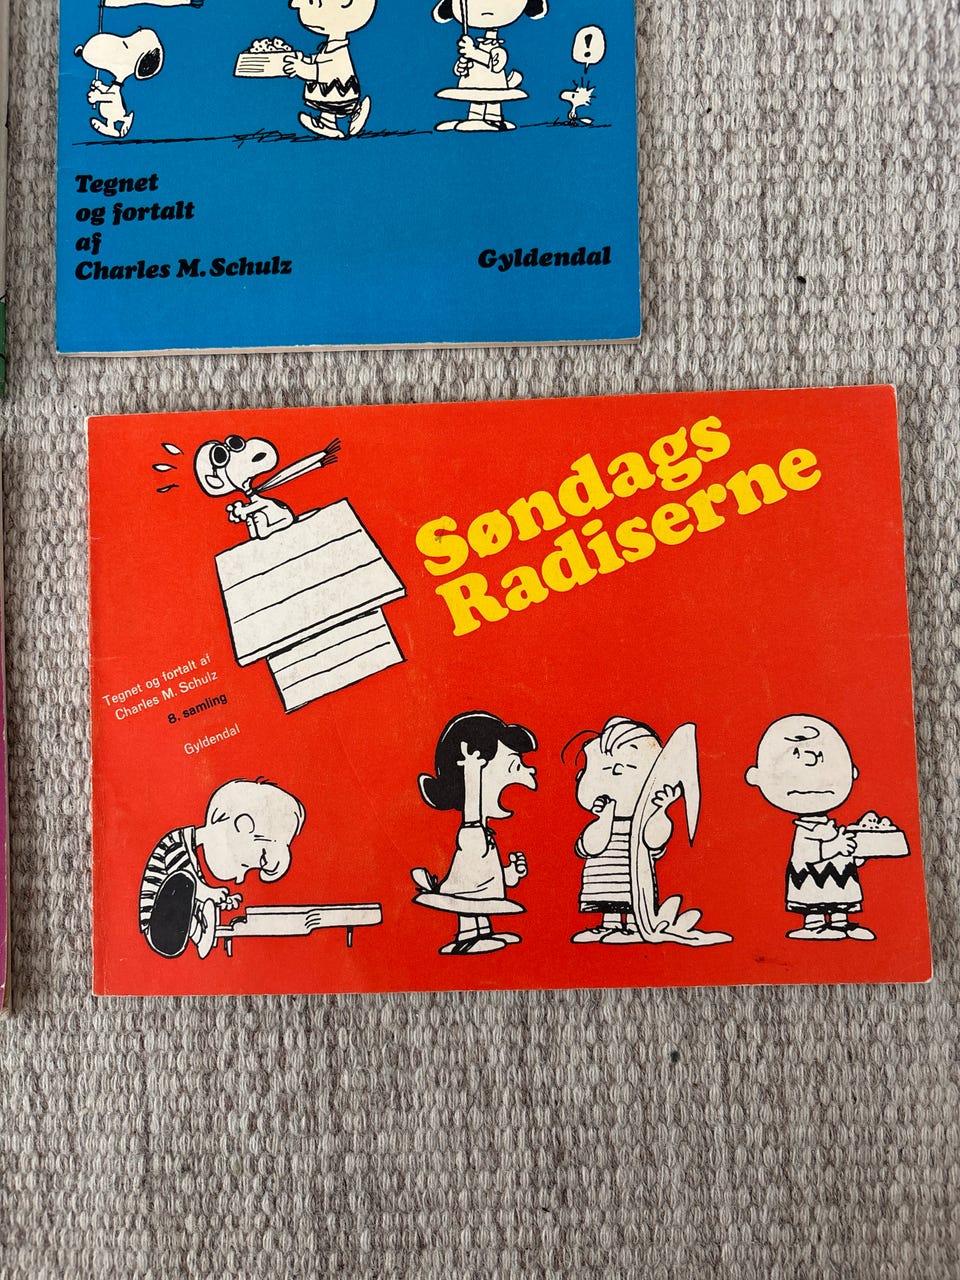 !
Tegnet
og fortalt
af
Charles M. Schulz
Gyldendal
Søndags
Radiserne
Tegnet og fortalt af
Charles M. Schulz
8. samling
Gyldendal